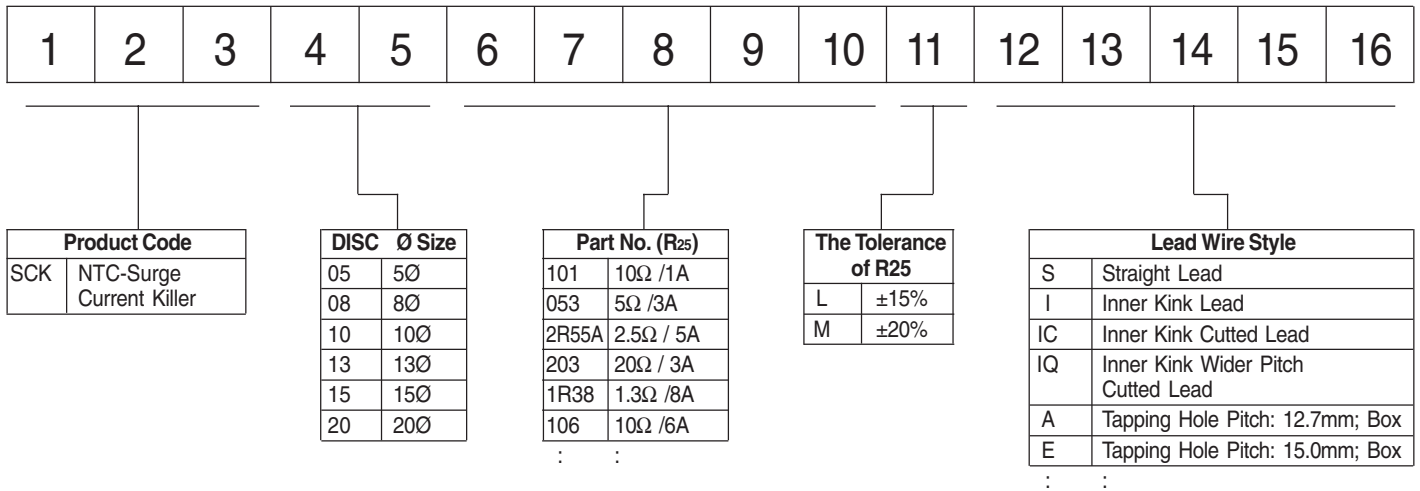 1 2 3 4 5 6 7 8 9 10 11 12 13 14 15 16
Product Code
SCK NTC-Surge
Current Killer
DISC Ø Size
05 5Ø
08 8Ø
10 10Ø
13 13Ø
15 15Ø
20 20Ø
Part No. (R25)
101 10Ω /1A
053 5Ω /3A
2R55A 2.5Ω / 5A
203 20Ω / 3A
1R38 1.3Ω /8A
106 10Ω /6A
: :
The Tolerance
of R25
L ±15%
M ±20%
Lead Wire Style
S Straight Lead
I Inner Kink Lead
IC Inner Kink Cutted Lead
IQ Inner Kink Wider Pitch
Cutted Lead
A Tapping Hole Pitch: 12.7mm; Box
E Tapping Hole Pitch: 15.0mm; Box
: :